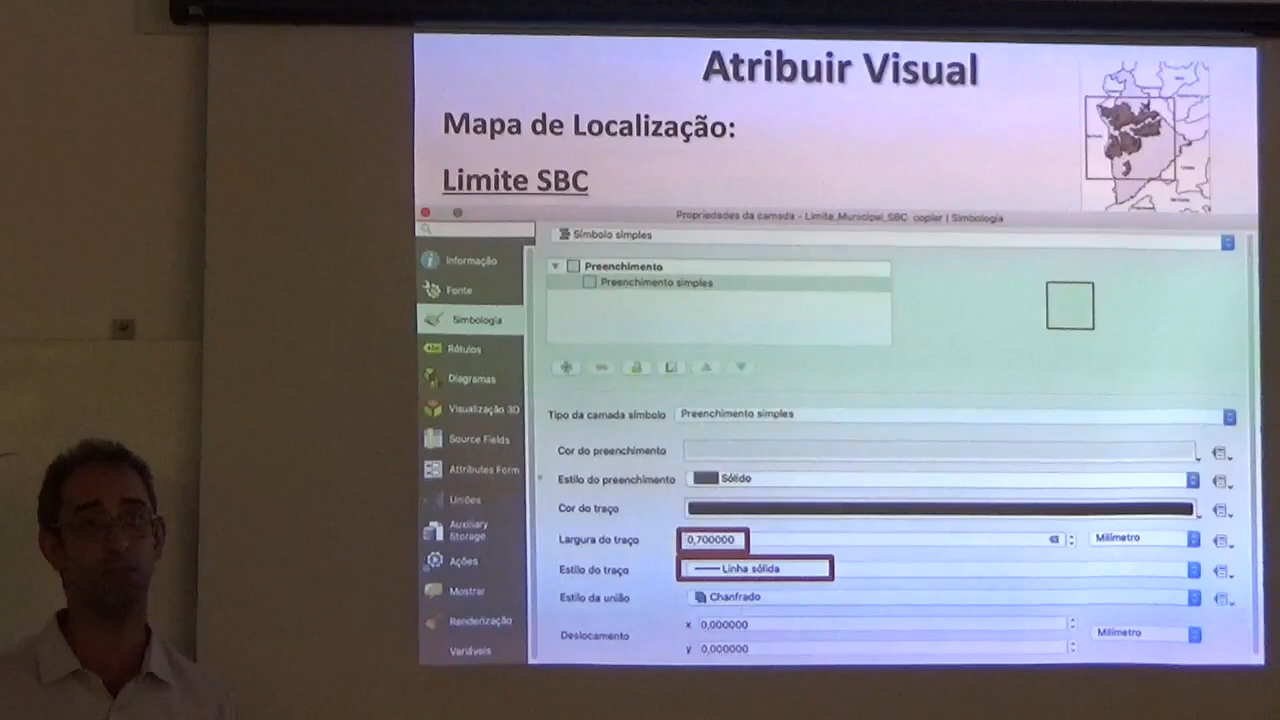 Atribuir Visual
Mapa de Localização:
Limite SBC
Propriedades da camada - Limite_Municipal_SBC copiar | Simbologia
Símbolo simples
Informação
Fonte
Simbologia
Rótulos
Diagramas
Visualização 3D
Source Fields
Attributes Form
Uniões
Auxiliary
Storage
Ações
Mostrar
Renderização
Variáveis
Preenchimento
Preenchimento simples
Tipo da camada símbolo Preenchimento simples
Cor do preenchimento
Estilo do preenchimento Sólido
Cor do traço
Largura do traço 0,700000 Milímetro
Estilo do traço Linha sólida
Estilo da união Chanfrado
Deslocamento x 0,000000 Milímetro
y 0,000000